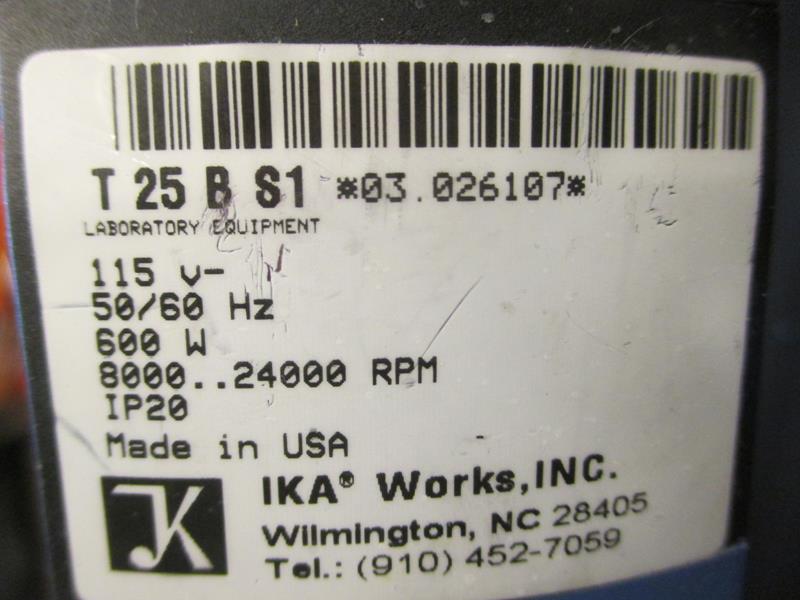 T 25 B S1 *03.026107*
LABORATORY EQUIPMENT
115 v~
50/60 Hz
600 W
8000..24000 RPM
IP20
Made in USA
IKA® Works,INC.
Wilmington, NC 28405
Tel.: (910) 452-7059